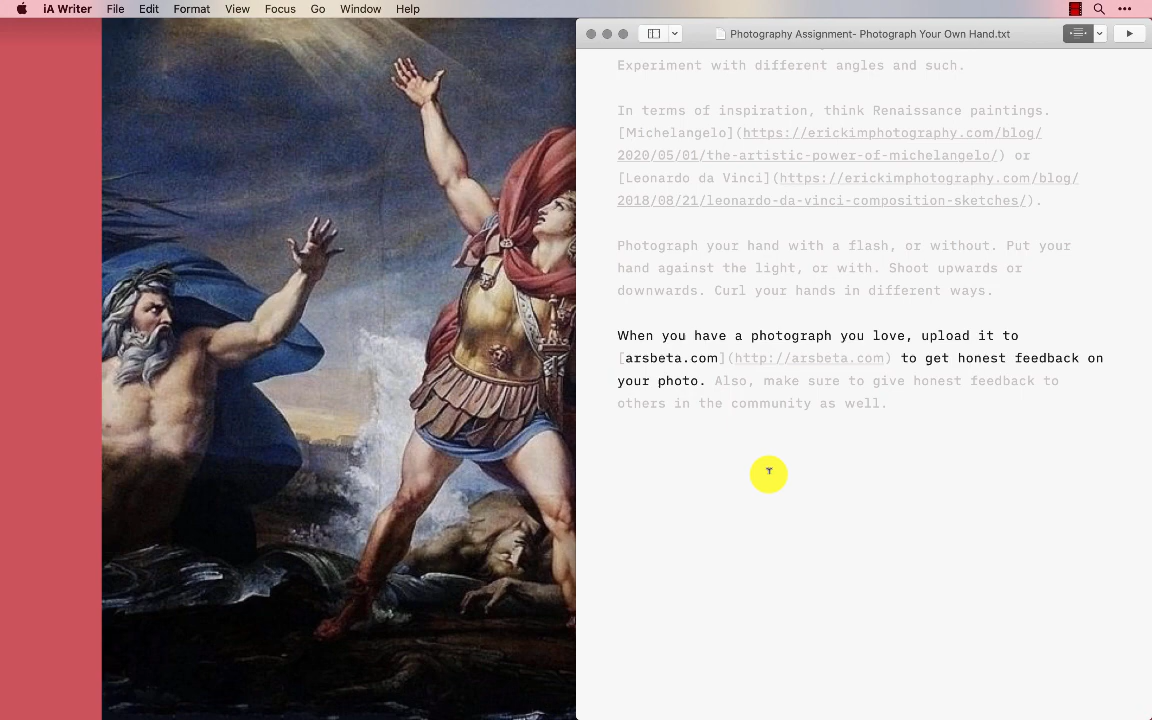 iA Writer File Edit Format View Focus Go Window Help
Photography Assignment- Photograph Your Own Hand.txt
Experiment with different angles and such.
In terms of inspiration, think Renaissance paintings.
[Michelangelo](https://erickimphotography.com/blog/
2020/05/01/the-artistic-power-of-michelangelo/) or
[Leonardo da Vinci](https://erickimphotography.com/blog/
2018/08/21/leonardo-da-vinci-composition-sketches/).
Photograph your hand with a flash, or without. Put your
hand against the light, or with. Shoot upwards or
downwards. Curl your hands in different ways.
When you have a photograph you love, upload it to
[arsbeta.com](http://arsbeta.com) to get honest feedback on
your photo. Also, make sure to give honest feedback to
others in the community as well.